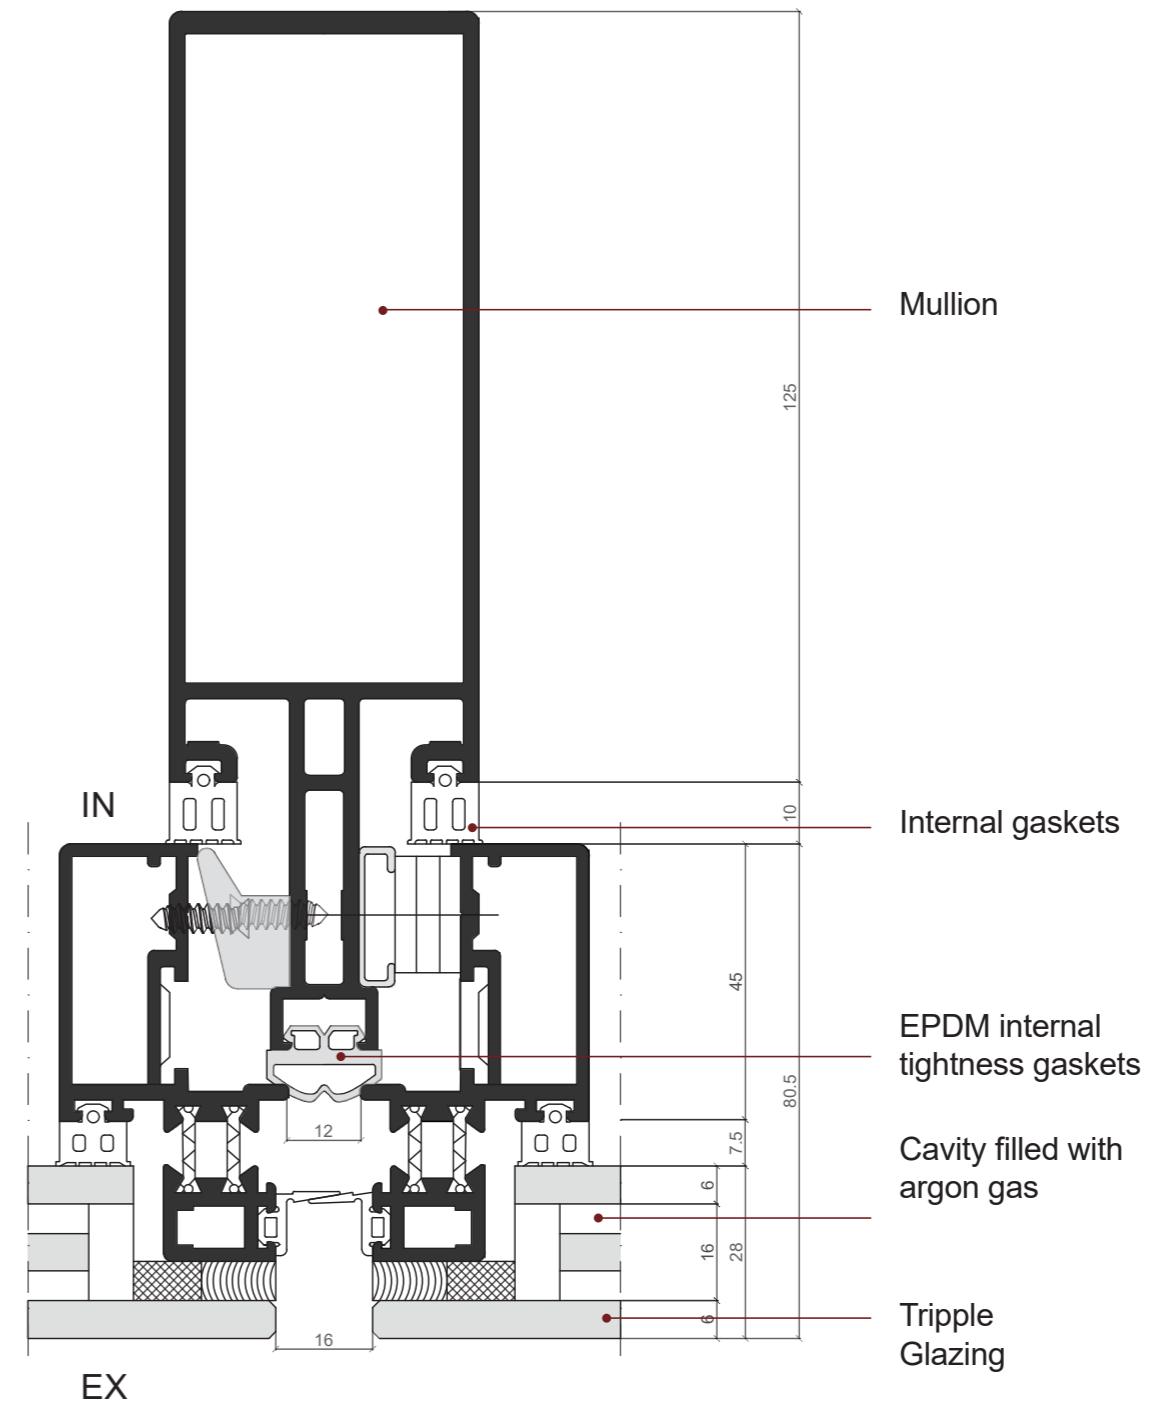 Mullion
125
IN
10
Internal gaskets
45
EPDM internal
tightness gaskets
80.5
12
7.5
Cavity filled with
argon gas
6
16
28
6
Tripple
Glazing
16
EX